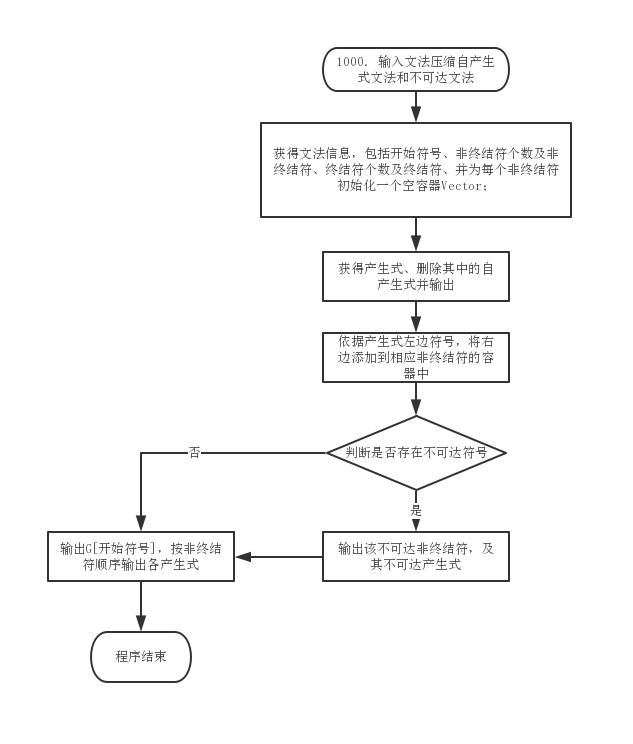 1000. 输入文法压缩自产生
式文法和不可达文法
获得文法信息，包括开始符号、非终结符个数及非
终结符、终结符个数及终结符、并为每个非终结符
初始化一个空容器Vector；
获得产生式、删除其中的自
产生式并输出
依据产生式左边符号，将右
边添加到相应非终结符的容
器中
判断是否存在不可达符号
否
是
输出该不可达非终结符，及
其不可达产生式
输出G[开始符号]，按非终结
符顺序输出各产生式
程序结束